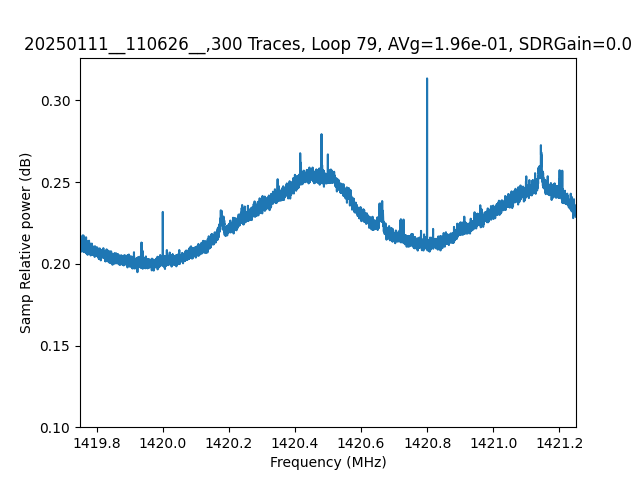 20250111__110626__,300 Traces, Loop 79, AVg=1.96e-01, SDRGain=0.0
0.30
0.25
0.20
0.15
0.10
Samp Relative power (dB)
1419.8 1420.0 1420.2 1420.4 1420.6 1420.8 1421.0 1421.2
Frequency (MHz)